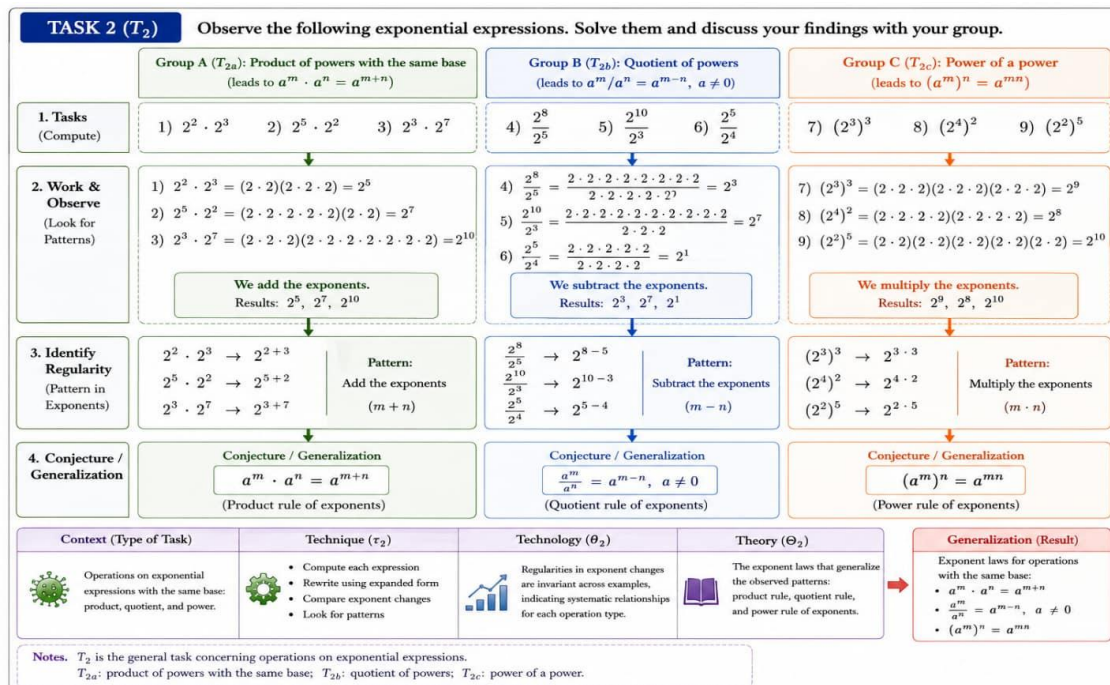 TASK 2 (T₂) Observe the following exponential expressions. Solve them and discuss your findings with your group.
Group A (T₂ₐ): Product of powers with the same base
(leads to aᵐ · aⁿ = aᵐ⁺ⁿ)
Group B (T₂b): Quotient of powers
(leads to aᵐ/aⁿ = aᵐ⁻ⁿ, a ≠ 0)
Group C (T₂c): Power of a power
(leads to (aᵐ)ⁿ = aᵐⁿ)
1. Tasks
(Compute)
1) 2² · 2³ 2) 2⁵ · 2² 3) 2³ · 2⁷
4) 2⁸/2⁵ 5) 2¹⁰/2³ 6) 2⁵/2⁴
7) (2³)³ 8) (2⁴)² 9) (2²)⁵
2. Work &
Observe
(Look for
Patterns)
1) 2² · 2³ = (2 · 2)(2 · 2 · 2) = 2⁵
2) 2⁵ · 2² = (2 · 2 · 2 · 2 · 2)(2 · 2) = 2⁷
3) 2³ · 2⁷ = (2 · 2 · 2)(2 · 2 · 2 · 2 · 2 · 2) = 2¹⁰
We add the exponents.
Results: 2⁵, 2⁷, 2¹⁰
4) 2⁸/2⁵ = 2 · 2 · 2 · 2 · 2 · 2 · 2 · 2/2 · 2 · 2 · 2 · 2⁷ = 2³
5) 2¹⁰/2³ = 2 · 2 · 2 · 2 · 2 · 2 · 2 · 2 · 2 · 2/2 · 2 · 2 = 2⁷
6) 2⁵/2⁴ = 2 · 2 · 2 · 2 · 2/2 · 2 · 2 · 2 = 2¹
We subtract the exponents.
Results: 2³, 2⁷, 2¹
7) (2³)³ = (2 · 2 · 2)(2 · 2 · 2)(2 · 2 · 2) = 2⁹
8) (2⁴)² = (2 · 2 · 2 · 2)(2 · 2 · 2 · 2) = 2⁸
9) (2²)⁵ = (2 · 2)(2 · 2)(2 · 2)(2 · 2)(2 · 2) = 2¹⁰
We multiply the exponents.
Results: 2⁹, 2⁸, 2¹⁰
3. Identify
Regularity
(Pattern in
Exponents)
2² · 2³ → 2²⁺³
2⁵ · 2² → 2⁵⁺²
2³ · 2⁷ → 2³⁺⁷
Pattern:
Add the exponents
(m + n)
2⁸/2⁵ → 2⁸⁻⁵
2¹⁰/2³ → 2¹⁰⁻³
2⁵/2⁴ → 2⁵⁻⁴
Pattern:
Subtract the exponents
(m − n)
(2³)³ → 2³˙³
(2⁴)² → 2⁴˙²
(2²)⁵ → 2²˙⁵
Pattern:
Multiply the exponents
(m · n)
4. Conjecture /
Generalization
Conjecture / Generalization
aᵐ · aⁿ = aᵐ⁺ⁿ
(Product rule of exponents)
Conjecture / Generalization
aᵐ/aⁿ = aᵐ⁻ⁿ, a ≠ 0
(Quotient rule of exponents)
Conjecture / Generalization
(aᵐ)ⁿ = aᵐⁿ
(Power rule of exponents)
Context (Type of Task)
Operations on exponential
expressions with the same base:
product, quotient, and power.
Technique (τ₂)
• Compute each expression
• Rewrite using expanded form
• Compare exponent changes
• Look for patterns
Technology (θ₂)
Regularities in exponent changes
are invariant across examples,
indicating systematic relationships
for each operation type.
Theory (Θ₂)
The exponent laws that generalize
the observed patterns:
product rule, quotient rule,
and power rule of exponents.
Generalization (Result)
Exponent laws for operations
with the same base:
• aᵐ · aⁿ = aᵐ⁺ⁿ
• aᵐ/aⁿ = aᵐ⁻ⁿ, a ≠ 0
• (aᵐ)ⁿ = aᵐⁿ
Notes. T₂ is the general task concerning operations on exponential expressions.
T₂ₐ: product of powers with the same base; T₂b: quotient of powers; T₂c: power of a power.